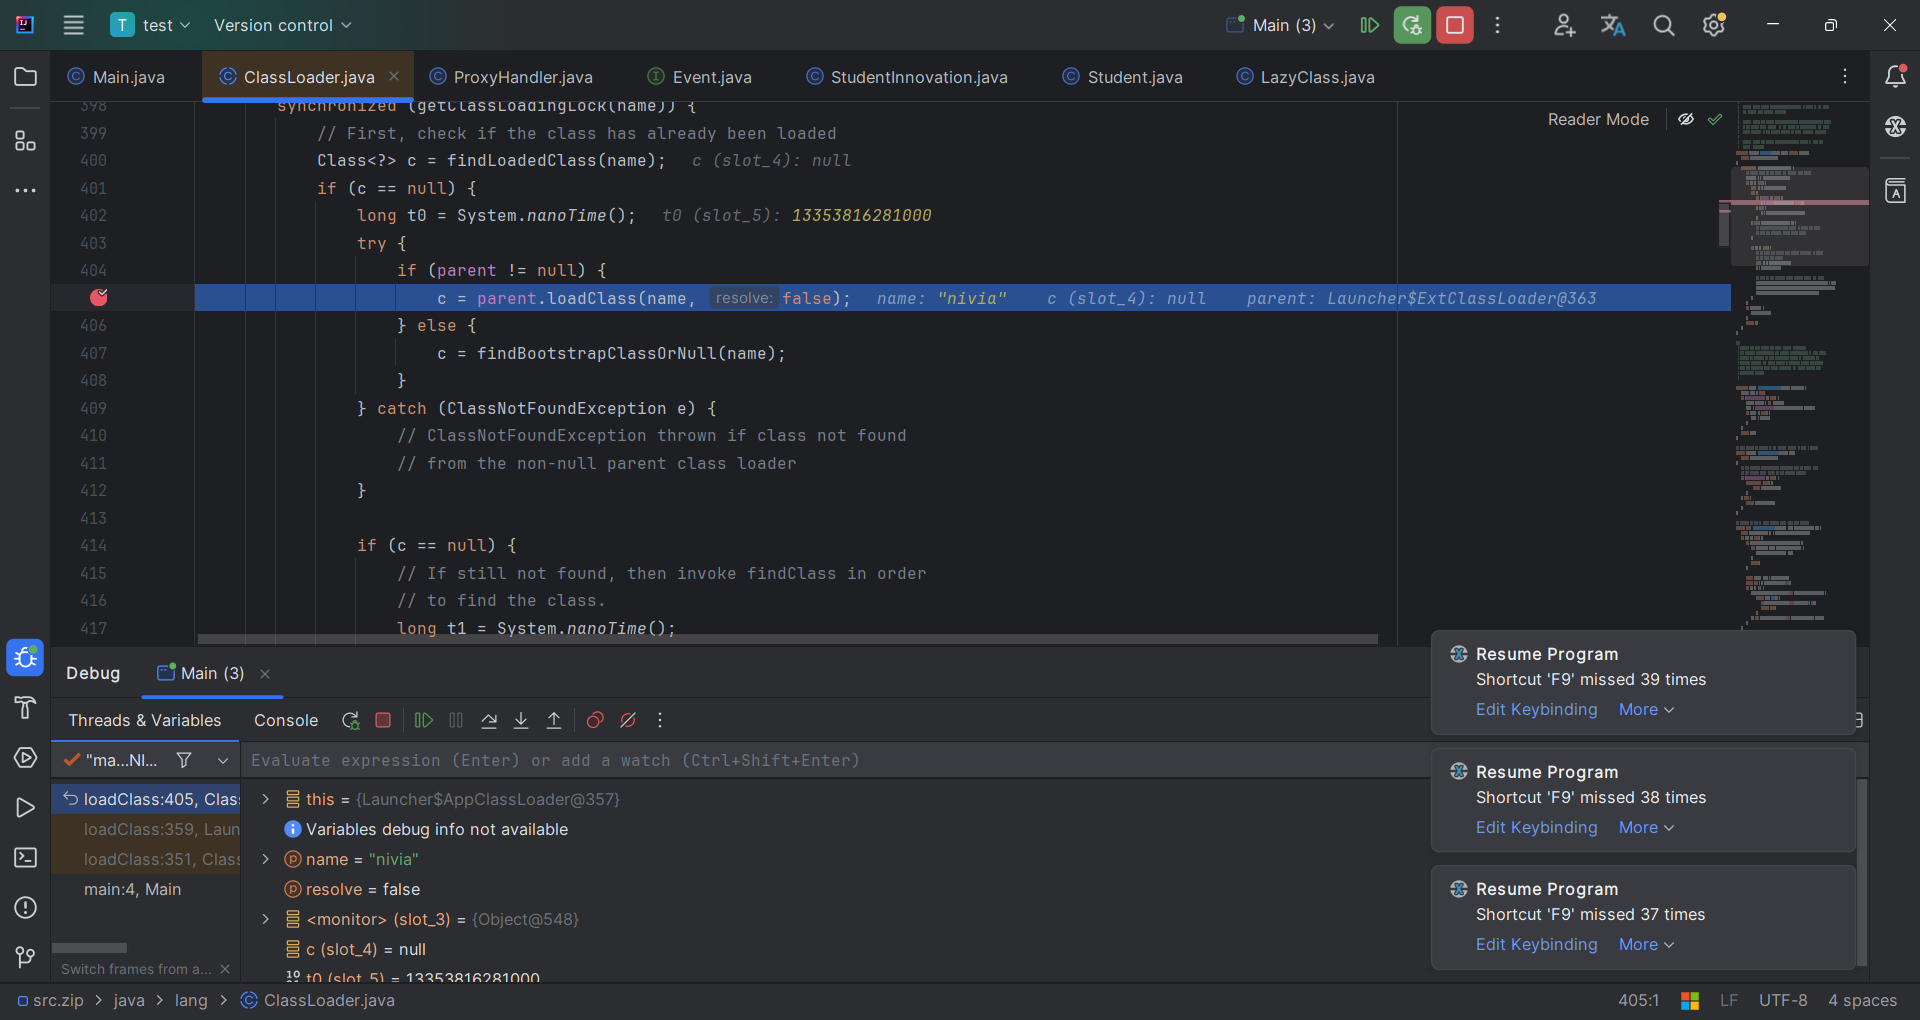 T test Version control Main (3)
Main.java ClassLoader.java ProxyHandler.java Event.java StudentInnovation.java Student.java LazyClass.java
Reader Mode
398 synchronized (getClassLoadingLock(name)) {
399 // First, check if the class has already been loaded
400 Class<?> c = findLoadedClass(name); c (slot_4): null
401 if (c == null) {
402 long t0 = System.nanoTime(); t0 (slot_5): 13353816281000
403 try {
404 if (parent != null) {
c = parent.loadClass(name, resolve: false); name: "nivia" c (slot_4): null parent: Launcher$ExtClassLoader@363
406 } else {
407 c = findBootstrapClassOrNull(name);
408 }
409 } catch (ClassNotFoundException e) {
410 // ClassNotFoundException thrown if class not found
411 // from the non-null parent class loader
412 }
413
414 if (c == null) {
415 // If still not found, then invoke findClass in order
416 // to find the class.
417 long t1 = System.nanoTime();
Debug Main (3)
Threads & Variables Console
"ma...NI...
Evaluate expression (Enter) or add a watch (Ctrl+Shift+Enter)
loadClass:405, Clas
loadClass:359, Laun
loadClass:351, Clas
main:4, Main
Switch frames from a...
this = {Launcher$AppClassLoader@357}
Variables debug info not available
name = "nivia"
resolve = false
<monitor> (slot_3) = {Object@548}
c (slot_4) = null
t0 (slot_5) = 13353816281000
Resume Program
Shortcut 'F9' missed 39 times
Edit Keybinding More
Resume Program
Shortcut 'F9' missed 38 times
Edit Keybinding More
Resume Program
Shortcut 'F9' missed 37 times
Edit Keybinding More
src.zip > java > lang > ClassLoader.java
405:1 LF UTF-8 4 spaces